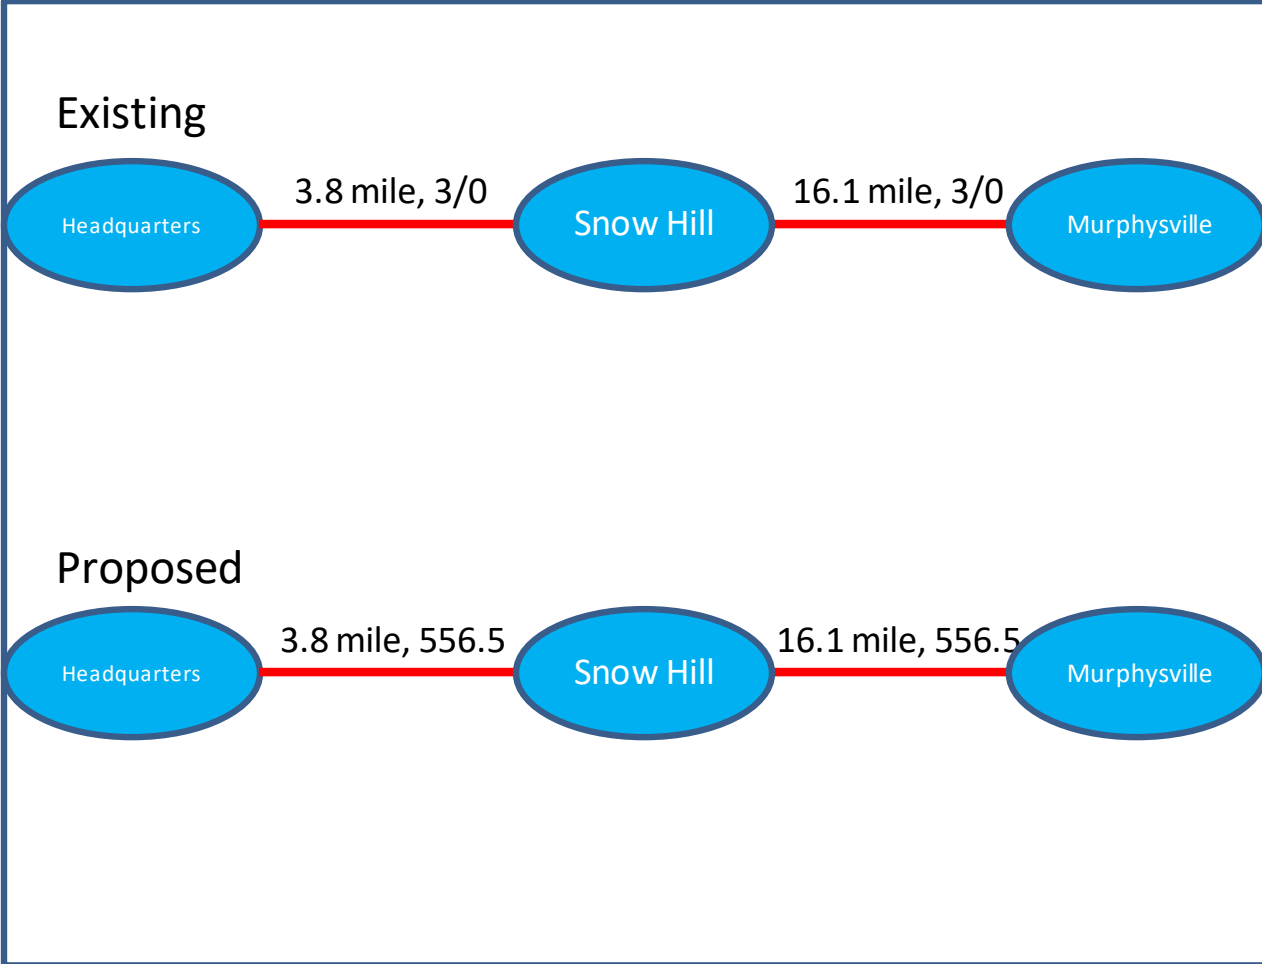 Existing
3.8 mile, 3/0
16.1 mile, 3/0
Headquarters
Snow Hill
Murphysville
Proposed
3.8 mile, 556.5
16.1 mile, 556.5
Headquarters
Snow Hill
Murphysville